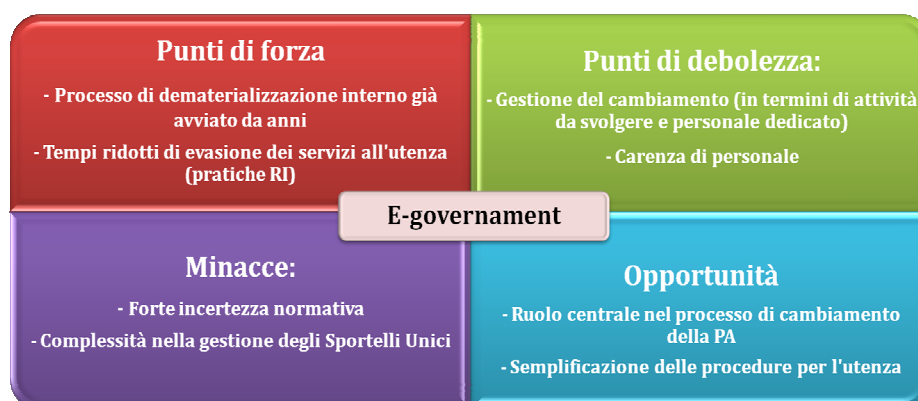 Punti di forza
- Processo di dematerializzazione interno già
avviato da anni
- Tempi ridotti di evasione dei servizi all'utenza
(pratiche RI)
Punti di debolezza:
- Gestione del cambiamento (in termini di attività
da svolgere e personale dedicato)
- Carenza di personale
E-governament
Minacce:
- Forte incertezza normativa
- Complessità nella gestione degli Sportelli Unici
Opportunità
- Ruolo centrale nel processo di cambiamento
della PA
- Semplificazione delle procedure per l'utenza